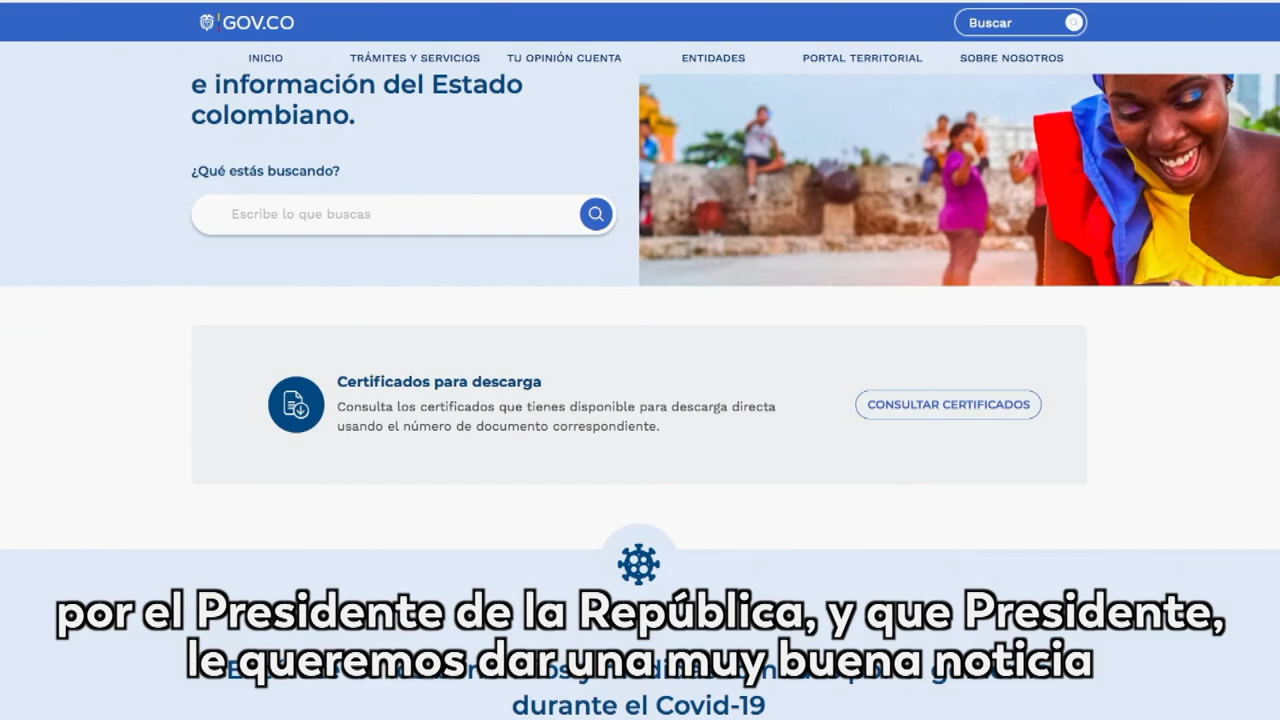 GOV.CO
Buscar
INICIO
TRÁMITES Y SERVICIOS
TU OPINIÓN CUENTA
ENTIDADES
PORTAL TERRITORIAL
SOBRE NOSOTROS
e información del Estado
colombiano.
¿Qué estás buscando?
Escribe lo que buscas
Certificados para descarga
Consulta los certificados que tienes disponible para descarga directa
usando el número de documento correspondiente.
CONSULTAR CERTIFICADOS
por el Presidente de la República, y que Presidente,
le queremos dar una muy buena noticia
durante el Covid-19